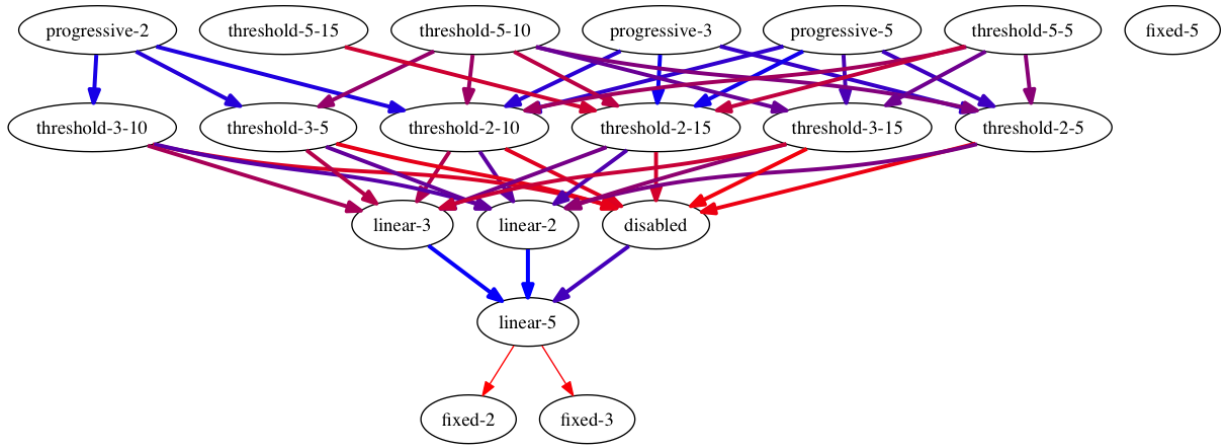 progressive-2 threshold-5-15 threshold-5-10 progressive-3 progressive-5 threshold-5-5 fixed-5
threshold-3-10 threshold-3-5 threshold-2-10 threshold-2-15 threshold-3-15 threshold-2-5
linear-3 linear-2 disabled
linear-5
fixed-2 fixed-3